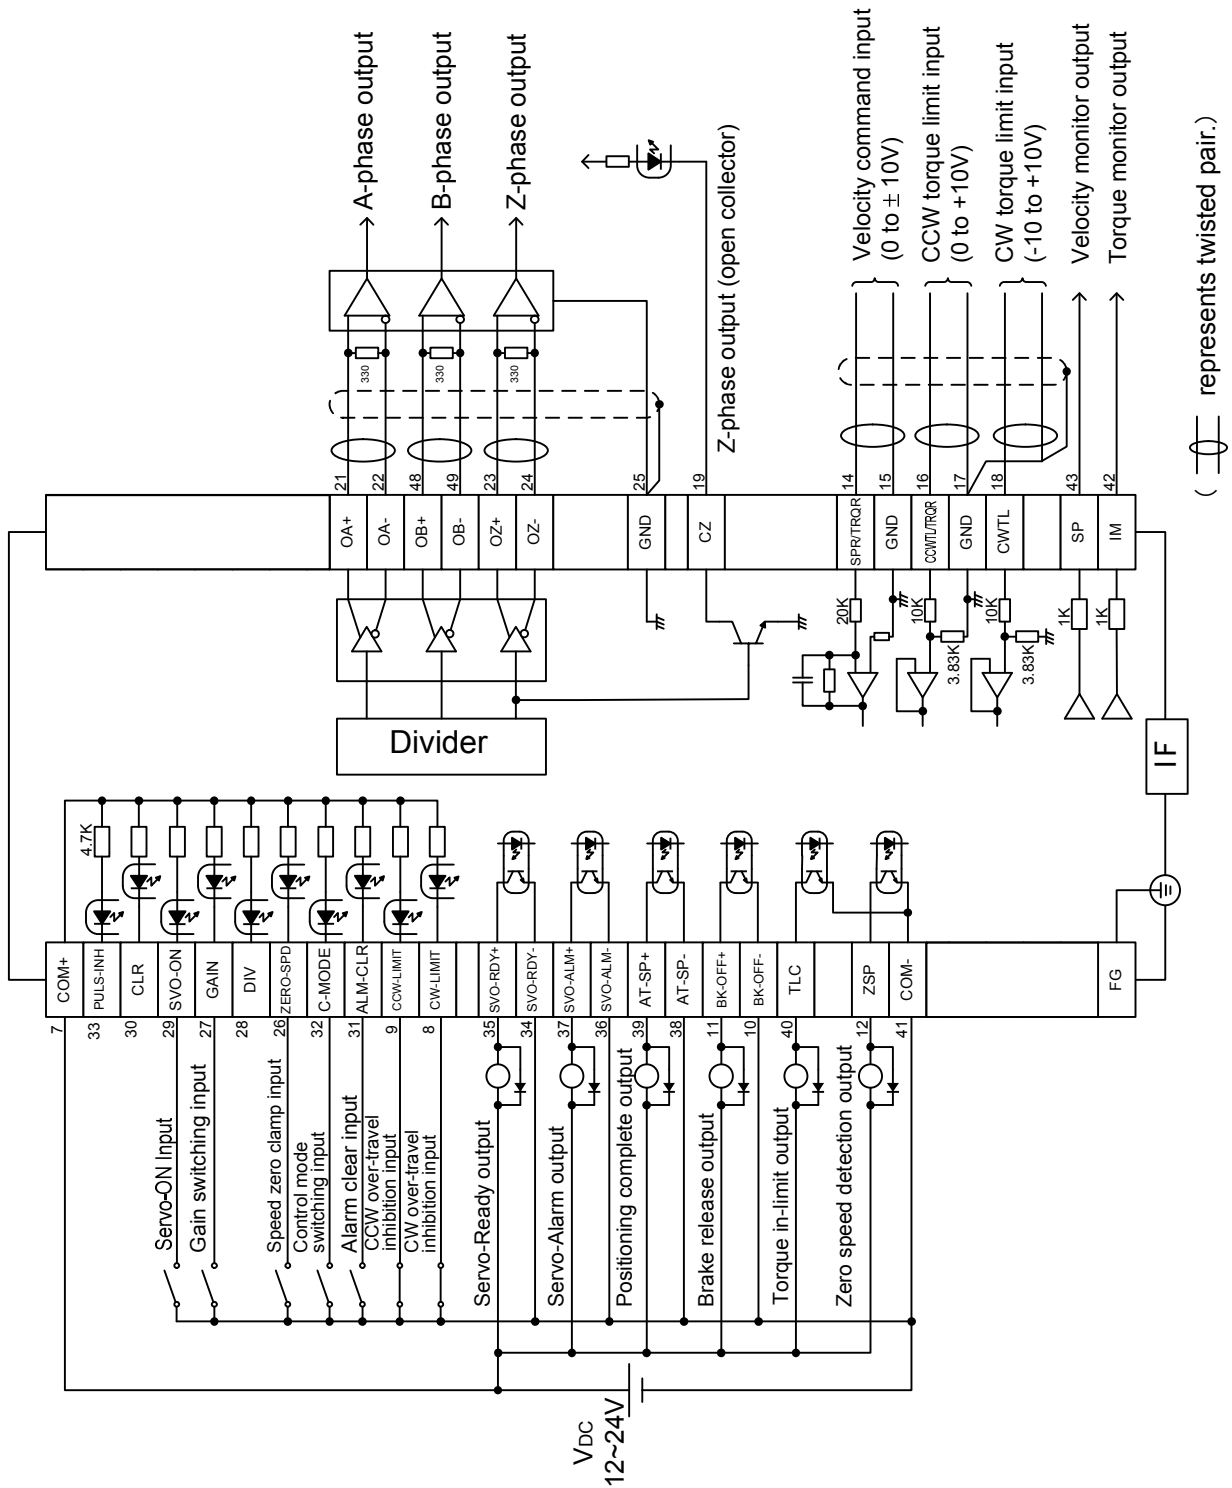 VDC
12~24V
Servo-ON Input
Gain switching input
Speed zero clamp input
Control mode
switching input
Alarm clear input
CCW over-travel
inhibition input
CW over-travel
inhibition input
Servo-Ready output
Servo-Alarm output
Positioning complete output
Brake release output
Torque in-limit output
Zero speed detection output
7 COM+
33 PULS-INH
30 CLR
29 SVO-ON
27 GAIN
28 DIV
26 ZERO-SPD
32 C-MODE
31 ALM-CLR
9 CCW-LIMIT
8 CW-LIMIT
35 SVO-RDY+
34 SVO-RDY-
37 SVO-ALM+
36 SVO-ALM-
39 AT-SP+
38 AT-SP-
11 BK-OFF+
10 BK-OFF-
40 TLC
12 ZSP
41 COM-
FG
4.7K
Divider
IF
20K
10K
3.83K
10K
3.83K
1K
1K
OA+ 21
OA- 22
OB+ 48
OB- 49
OZ+ 23
OZ- 24
GND 25
CZ 19
SPR/TRQR 14
GND 15
CCWTL/TRQR 16
GND 17
CWTL 18
SP 43
IM 42
330
330
330
A-phase output
B-phase output
Z-phase output
Z-phase output (open collector)
Velocity command input
(0 to ± 10V)
CCW torque limit input
(0 to +10V)
CW torque limit input
(-10 to +10V)
Velocity monitor output
Torque monitor output
( represents twisted pair.)